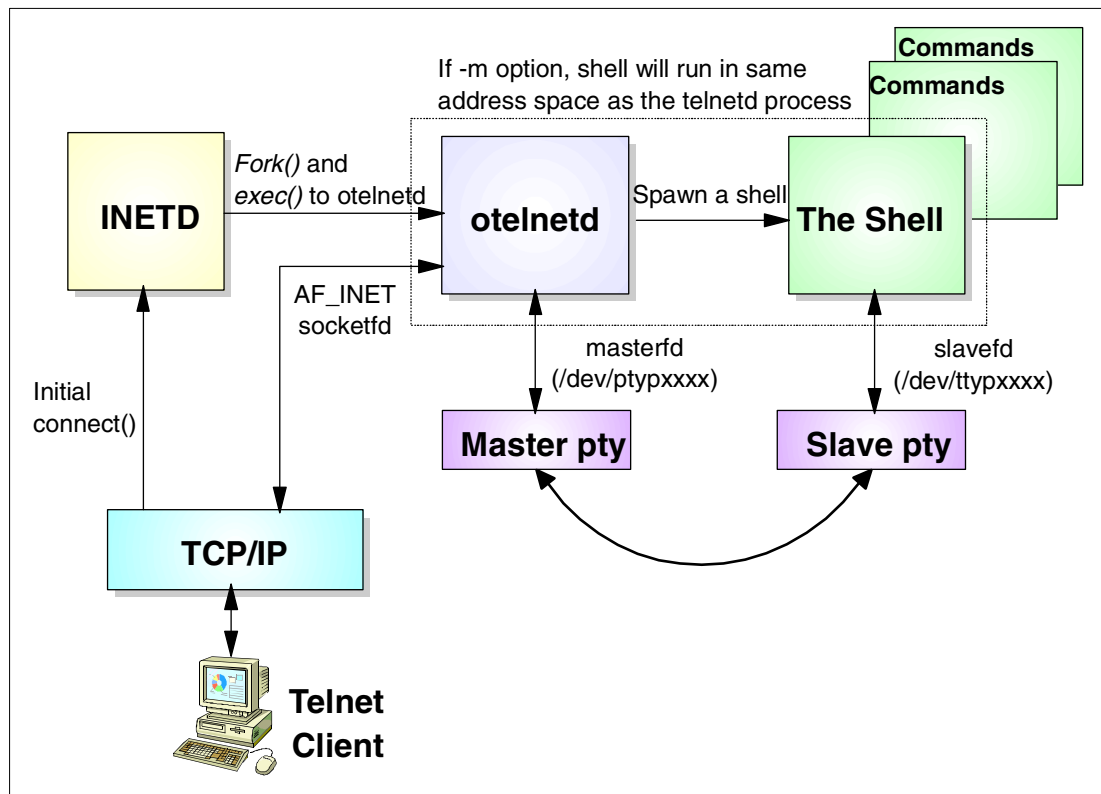 Commands
Commands
If -m option, shell will run in same
address space as the telnetd process
INETD
Fork() and
exec() to otelnetd
otelnetd
Spawn a shell
The Shell
AF_INET
socketfd
masterfd
(/dev/ptypxxxx)
slavefd
(/dev/ttypxxxx)
Initial
connect()
Master pty
Slave pty
TCP/IP
Telnet
Client